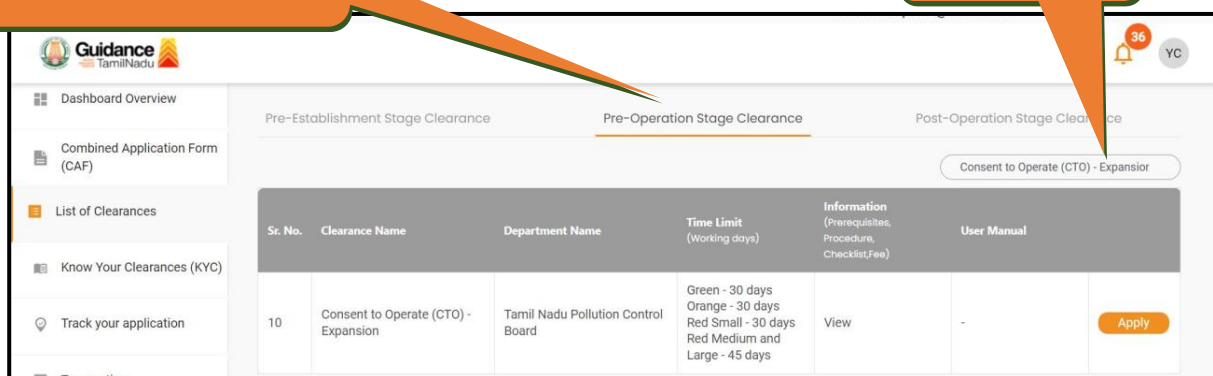 Guidance
TamilNadu
36
YC
Dashboard Overview
Combined Application Form
(CAF)
List of Clearances
Know Your Clearances (KYC)
Track your application
Pre-Establishment Stage Clearance
Pre-Operation Stage Clearance
Post-Operation Stage
Consent to Operate (CTO) - Expansior
Sr. No.
Clearance Name
Department Name
Time Limit
(Working days)
Information
(Prerequisites,
Procedure,
Checklist,Fee)
User Manual
10
Consent to Operate (CTO) -
Expansion
Tamil Nadu Pollution Control
Board
Green - 30 days
Orange - 30 days
Red Small - 30 days
Red Medium and
Large - 45 days
View
-
Apply